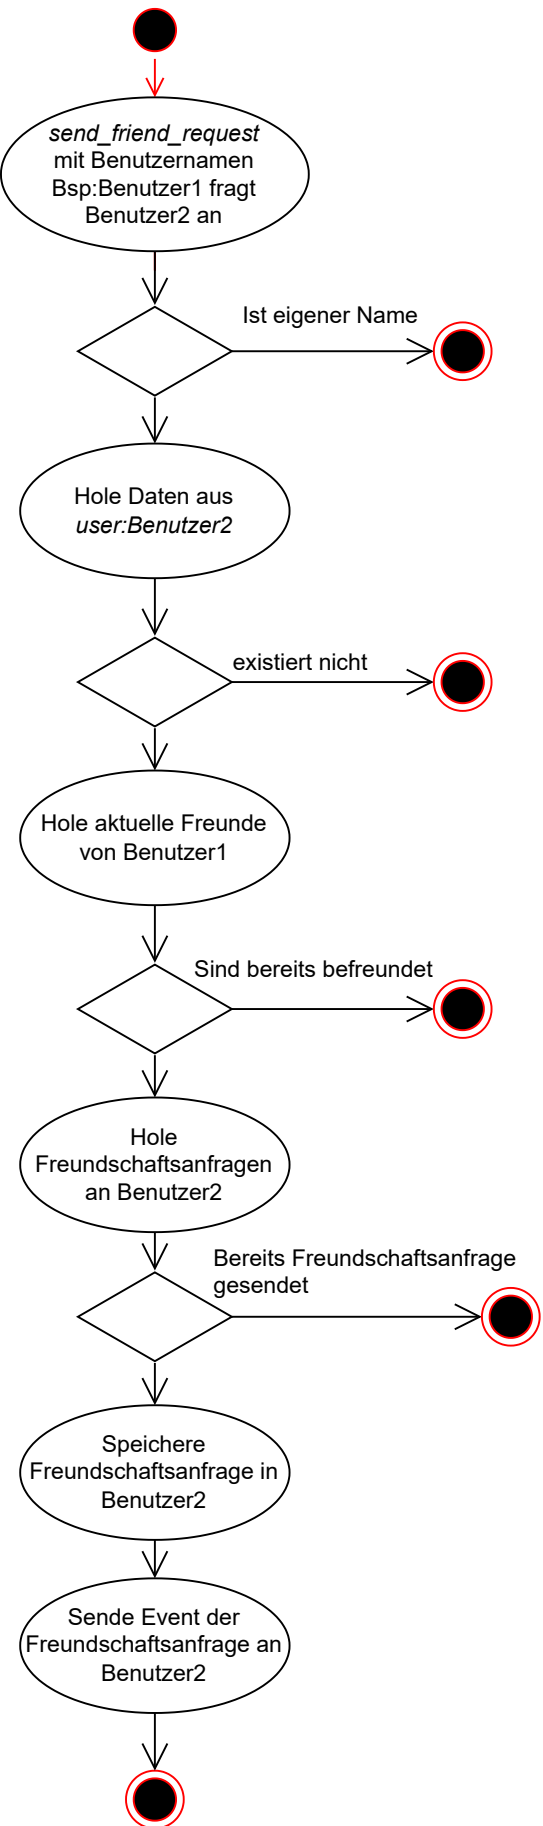 send_friend_request
mit Benutzernamen
Bsp:Benutzer1 fragt
Benutzer2 an
Ist eigener Name
Hole Daten aus
user:Benutzer2
existiert nicht
Hole aktuelle Freunde
von Benutzer1
Sind bereits befreundet
Hole
Freundschaftsanfragen
an Benutzer2
Bereits Freundschaftsanfrage
gesendet
Speichere
Freundschaftsanfrage in
Benutzer2
Sende Event der
Freundschaftsanfrage an
Benutzer2